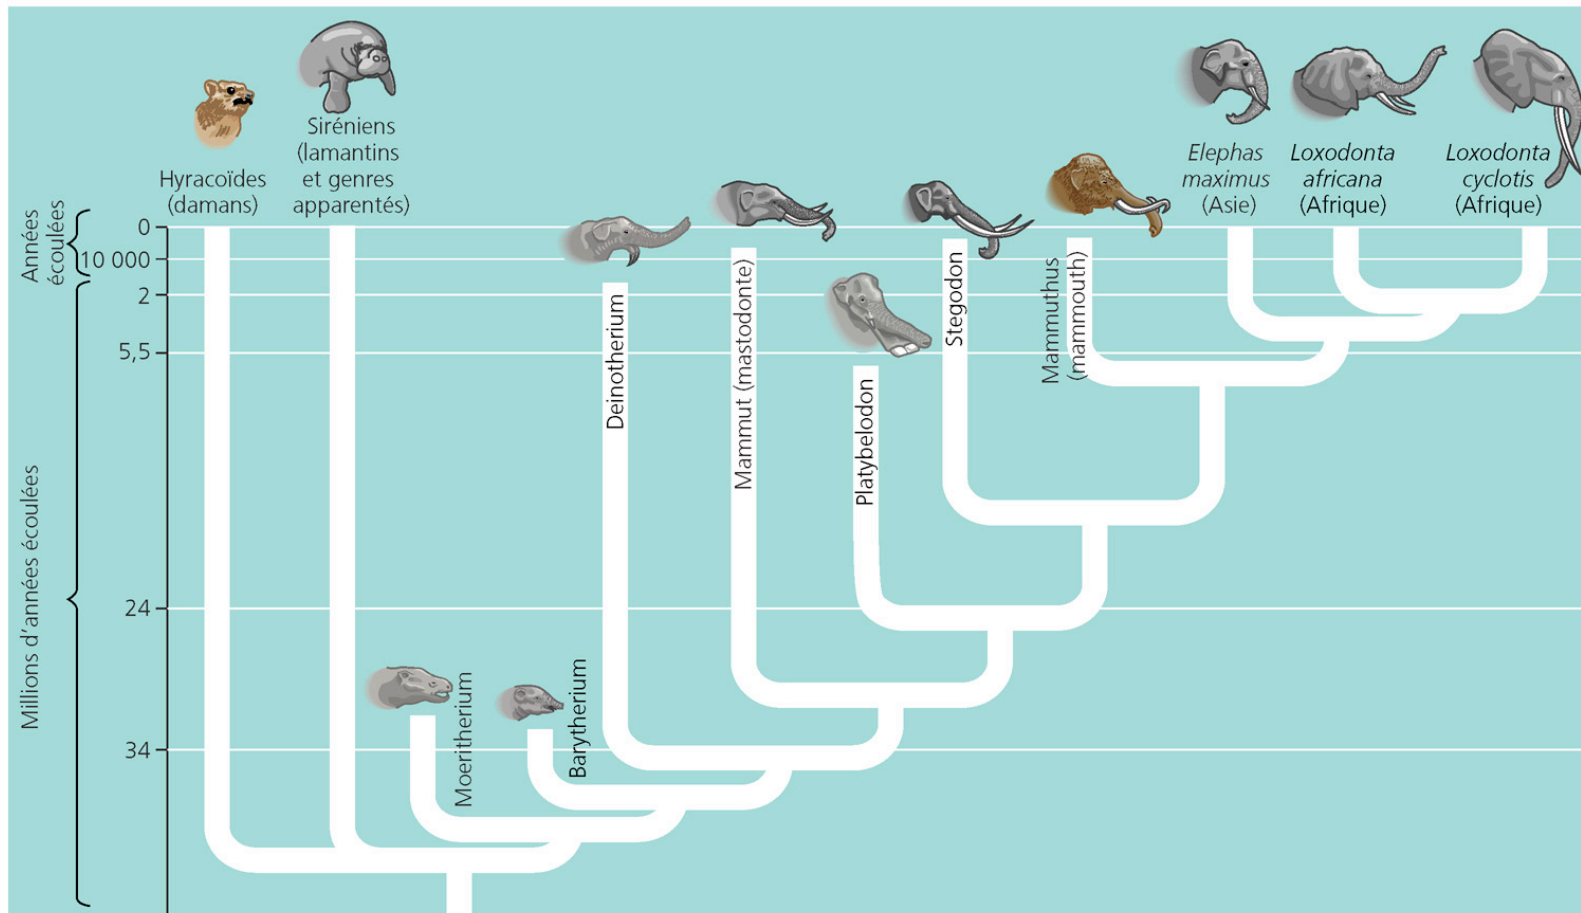 Hyracoïdes
(damans)
Siréniens
(lamantins
et genres
apparentés)
Elephas
maximus
(Asie)
Loxodonta
africana
(Afrique)
Loxodonta
cyclotis
(Afrique)
Années
écoulées
0
10 000
2
5,5
24
34
Millions d'années écoulées
Moeritherium
Barytherium
Deinotherium
Mammut (mastodonte)
Platybelodon
Stegodon
Mammuthus
(mammouth)